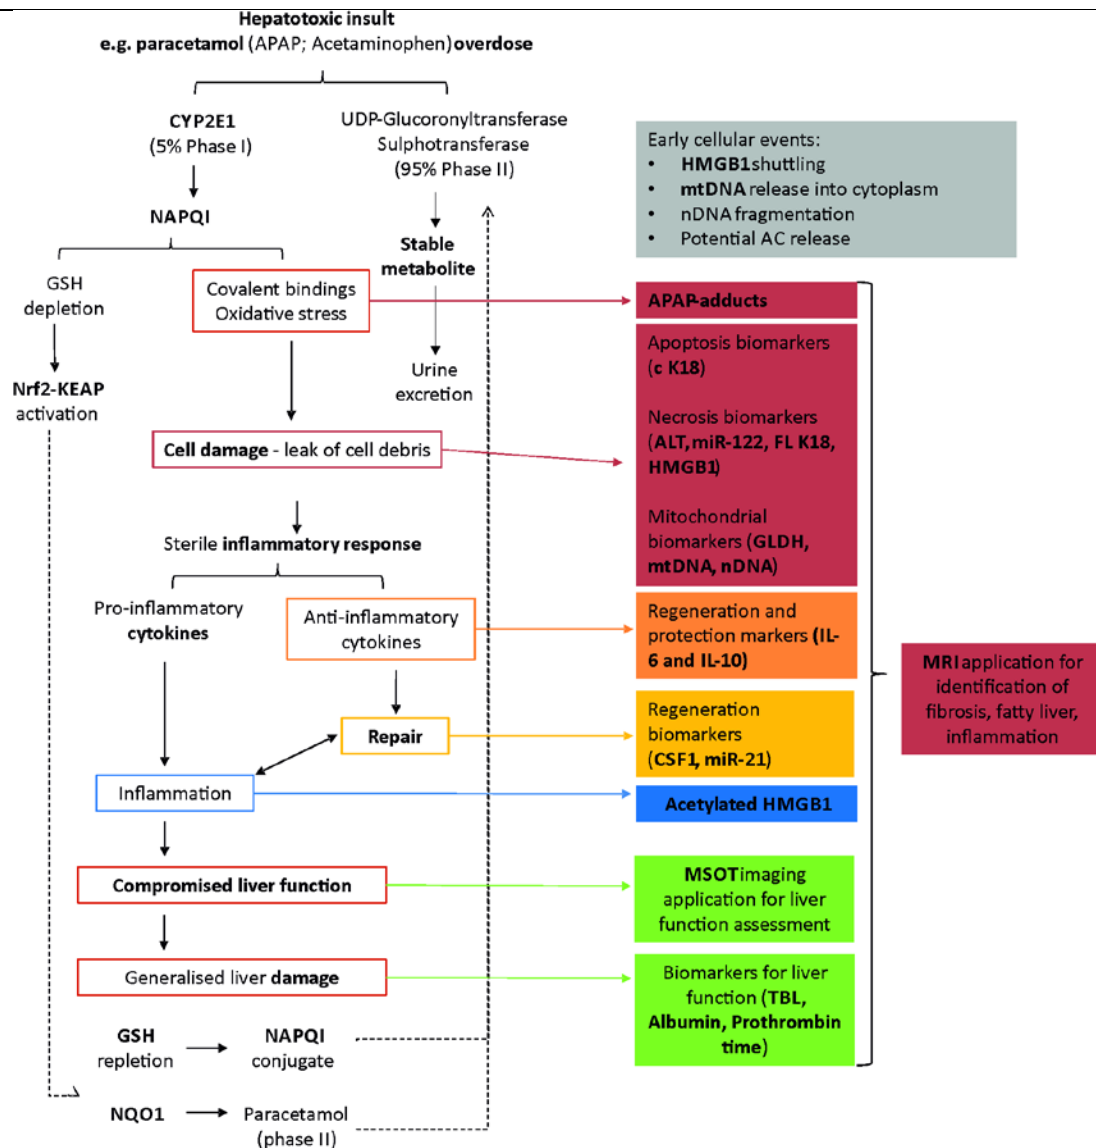 Hepatotoxic insult
e.g. paracetamol (APAP; Acetaminophen) overdose
CYP2E1
(5% Phase I)
UDP-Glucoronyltransferase
Sulphotransferase
(95% Phase II)
NAPQI
Stable
metabolite
GSH
depletion
Covalent bindings
Oxidative stress
Nrf2-KEAP
activation
Urine
excretion
Cell damage - leak of cell debris
Sterile inflammatory response
Pro-inflammatory
cytokines
Anti-inflammatory
cytokines
Repair
Inflammation
Compromised liver function
Generalised liver damage
GSH
repletion
NAPQI
conjugate
NQO1
Paracetamol
(phase II)
Early cellular events:
• HMGB1 shuttling
• mtDNA release into cytoplasm
• nDNA fragmentation
• Potential AC release
APAP-adducts
Apoptosis biomarkers
(c K18)
Necrosis biomarkers
(ALT, miR-122, FL K18,
HMGB1)
Mitochondrial
biomarkers (GLDH,
mtDNA, nDNA)
Regeneration and
protection markers (IL-
6 and IL-10)
Regeneration
biomarkers
(CSF1, miR-21)
Acetylated HMGB1
MSOT imaging
application for liver
function assessment
Biomarkers for liver
function (TBL,
Albumin, Prothrombin
time)
MRI application for
identification of
fibrosis, fatty liver,
inflammation